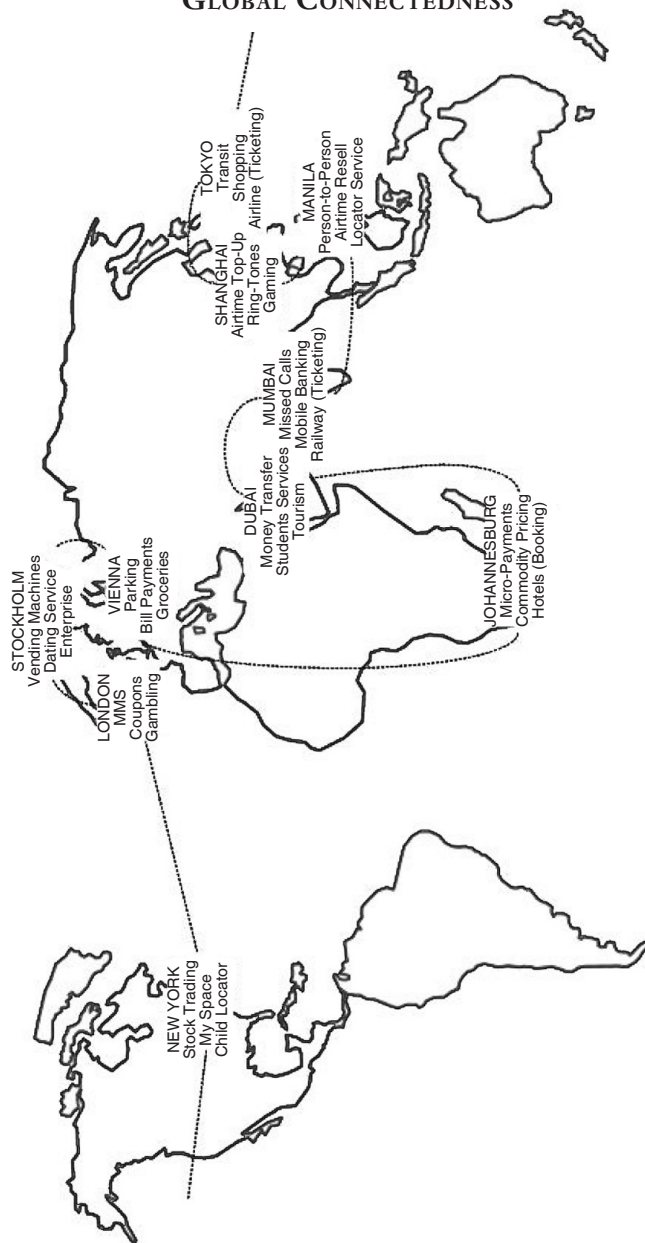 GLOBAL CONNECTEDNESS
NEW YORK
Stock Trading
My Space
Child Locator
LONDON
MMS
Coupons
Gambling
STOCKHOLM
Vending Machines
Dating Service
Enterprise
VIENNA
Parking
Bill Payments
Groceries
DUBAI
Money Transfer
Students Services
Tourism
JOHANNESBURG
Micro-Payments
Commodity Pricing
Hotels (Booking)
MUMBAI
Missed Calls
Mobile Banking
Railway (Ticketing)
SHANGHAI
Airtime Top-Up
Ring-Tones
Gaming
TOKYO
Transit
Shopping
Airline (Ticketing)
MANILA
Person-to-Person
Airtime Resell
Locator Service